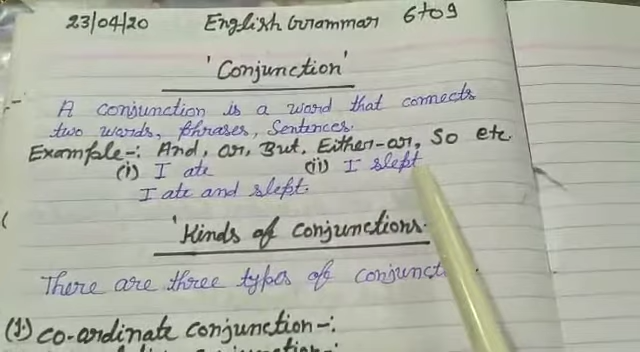 23/04/20 English Grammar 6 to 9
'Conjunction'
A conjunction is a word that connects
two words, phrases, Sentences.
Example-: And, or, But, Either-or, So etc.
(i) I ate (ii) I slept
I ate and slept.
'Kinds of Conjunctions.
There are three types of conjunct
(1.) co-ordinate conjunction-: